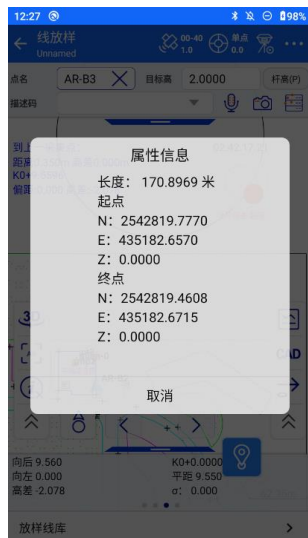 12:27
98%
线放样
Unnamed
00-40
1.0
单点
0.0
点名 AR-B3 目标高 2.0000 杆高(P)
描述码
属性信息
长度： 170.8969 米
起点
N：2542819.7770
E：435182.6570
Z：0.0000
终点
N：2542819.4608
E：435182.6715
Z：0.0000
取消
向后 9.560 K0+0.0000
向左 0.000 平距 9.550
高差 -2.078 σ： 0.000
放样线库